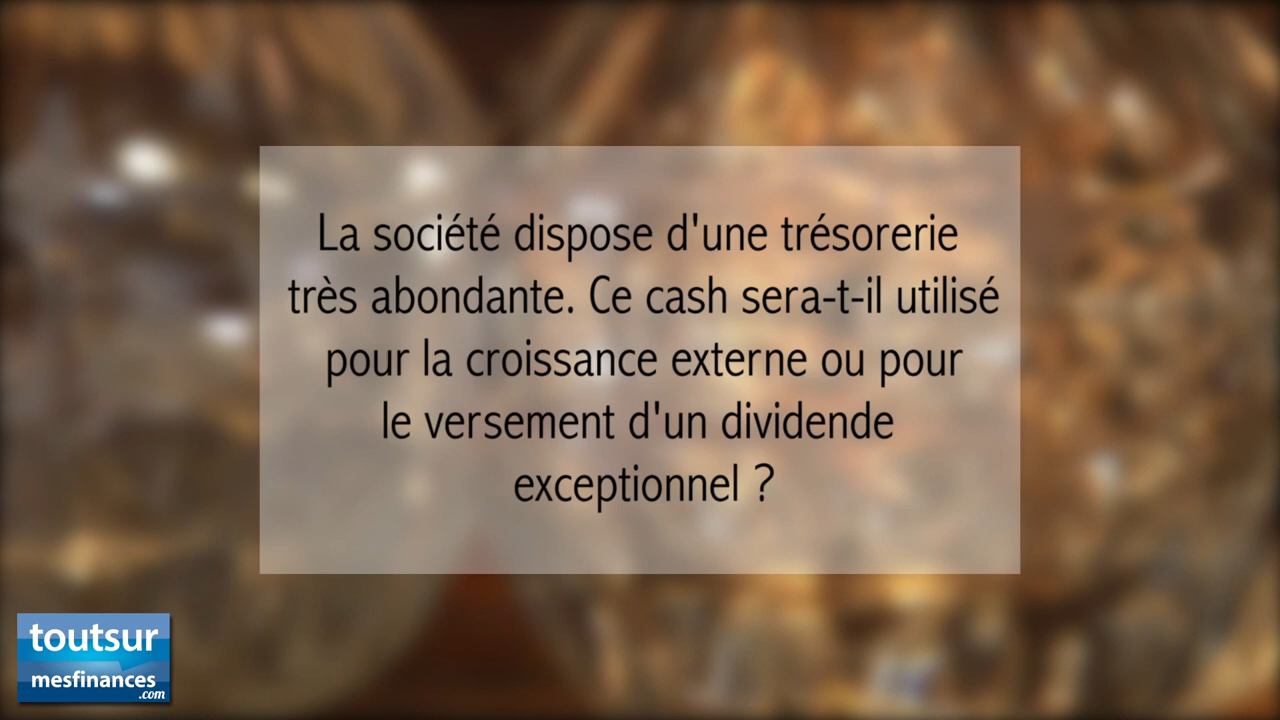 La société dispose d'une trésorerie
très abondante. Ce cash sera-t-il utilisé
pour la croissance externe ou pour
le versement d'un dividende
exceptionnel ?
toutsur
mesfinances
.com